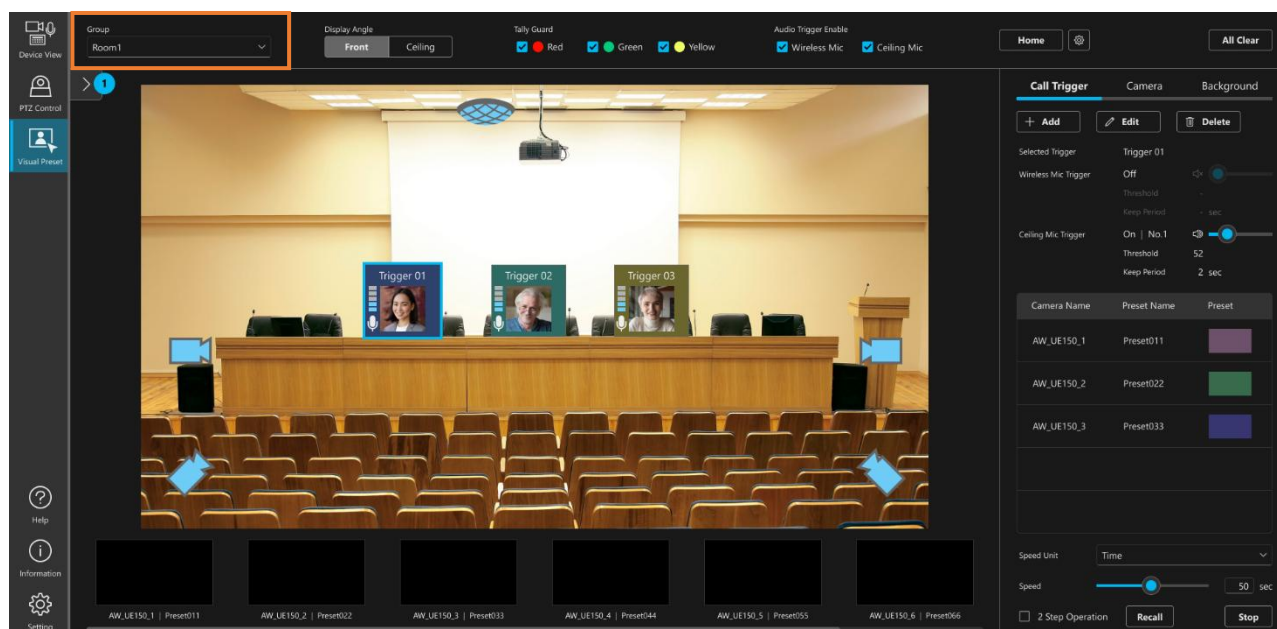 Device View
PTZ Control
Visual Preset
Help
Information
Setting
Group
Room1
Display Angle
Front Ceiling
Tally Guard
Red Green Yellow
Audio Trigger Enable
Wireless Mic Ceiling Mic
Home
All Clear
1
Trigger 01
Trigger 02
Trigger 03
AW_UE150_1 | Preset011
AW_UE150_2 | Preset022
AW_UE150_3 | Preset033
AW_UE150_4 | Preset044
AW_UE150_5 | Preset055
AW_UE150_6 | Preset066
Call Trigger Camera Background
+ Add Edit Delete
Selected Trigger Trigger 01
Wireless Mic Trigger Off
Threshold -
Keep Period - sec
Ceiling Mic Trigger On | No.1
Threshold 52
Keep Period 2 sec
Camera Name Preset Name Preset
AW_UE150_1 Preset011
AW_UE150_2 Preset022
AW_UE150_3 Preset033
Speed Unit Time
Speed 50 sec
2 Step Operation Recall Stop